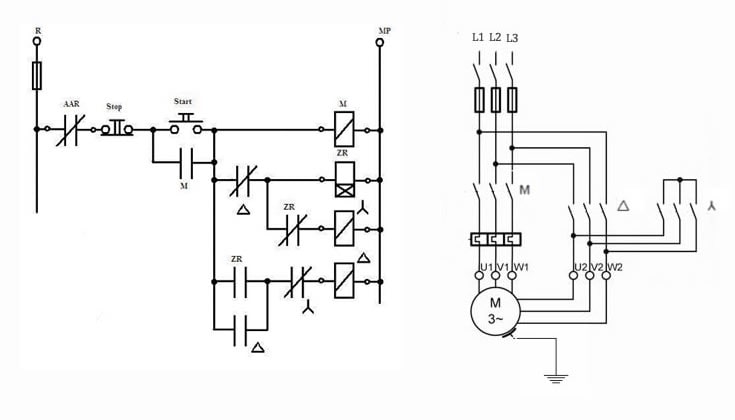 R
MP
AAR
Stop
Start
M
M
ZR
ZR
ZR
L1 L2 L3
M
U1 V1 W1
U2 V2 W2
M
3~